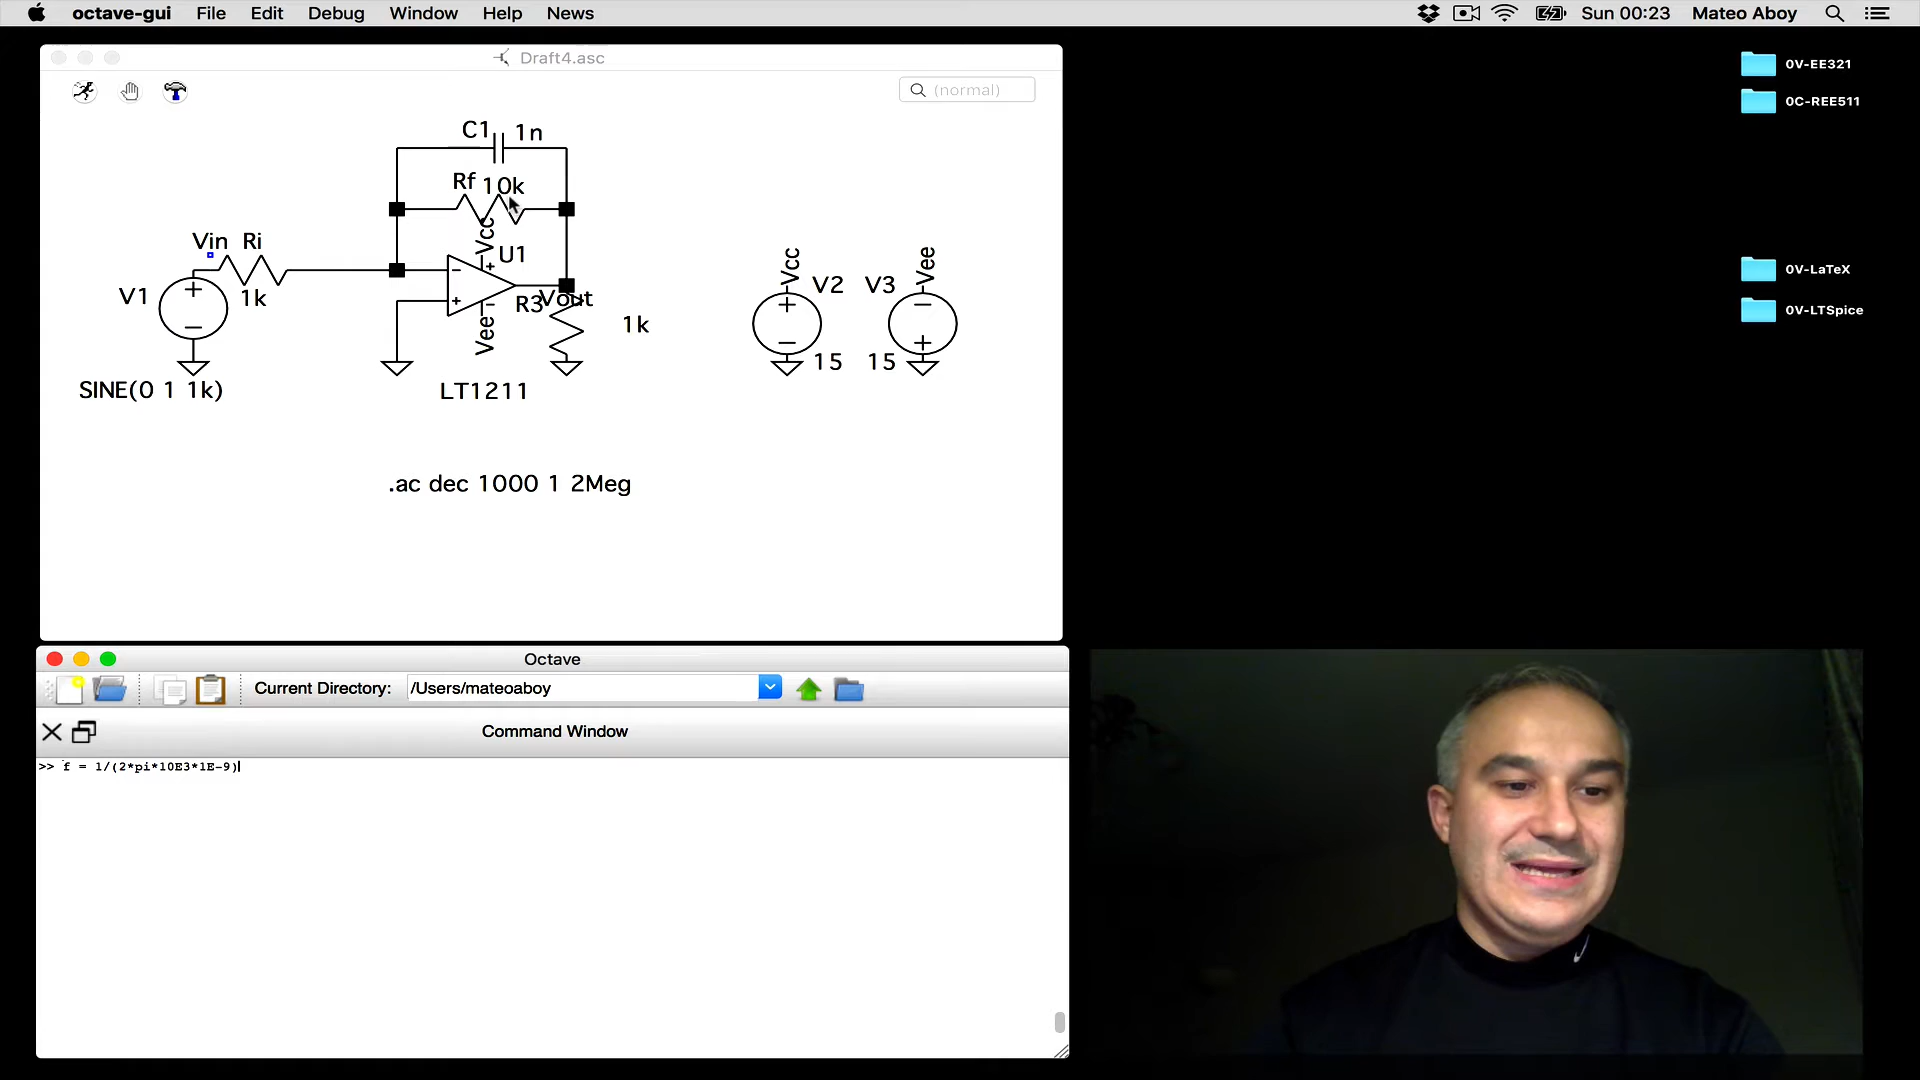 octave-gui File Edit Debug Window Help News Sun 00:23 Mateo Aboy
Draft4.asc
(normal)
C1 1n
Rf 10k
Vcc
U1
Vin Ri
V1
1k
R3 Vout
1k
Vee
SINE(0 1 1k)
LT1211
Vcc
V2
15
Vee
V3
15
.ac dec 1000 1 2Meg
0V-EE321
0C-REE511
0V-LaTeX
0V-LTSpice
Octave
Current Directory: /Users/mateoaboy
Command Window
>> f = 1/(2*pi*10E3*1E-9)